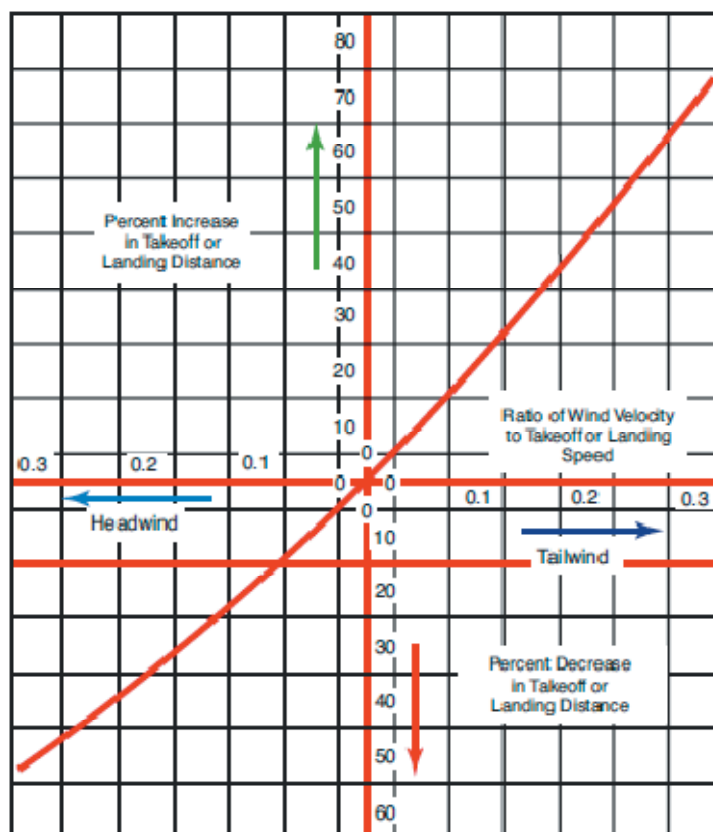 80
70
60
Percent Increase
in Takeoff or
Landing Distance
50
40
30
20
10
Ratio of Wind Velocity
to Takeoff or Landing
Speed
0
0.3 0.2 0.1
0 0
0.1 0.2 0.3
Headwind
0
10
Tailwind
20
30
Percent Decrease
in Takeoff or
Landing Distance
40
50
60